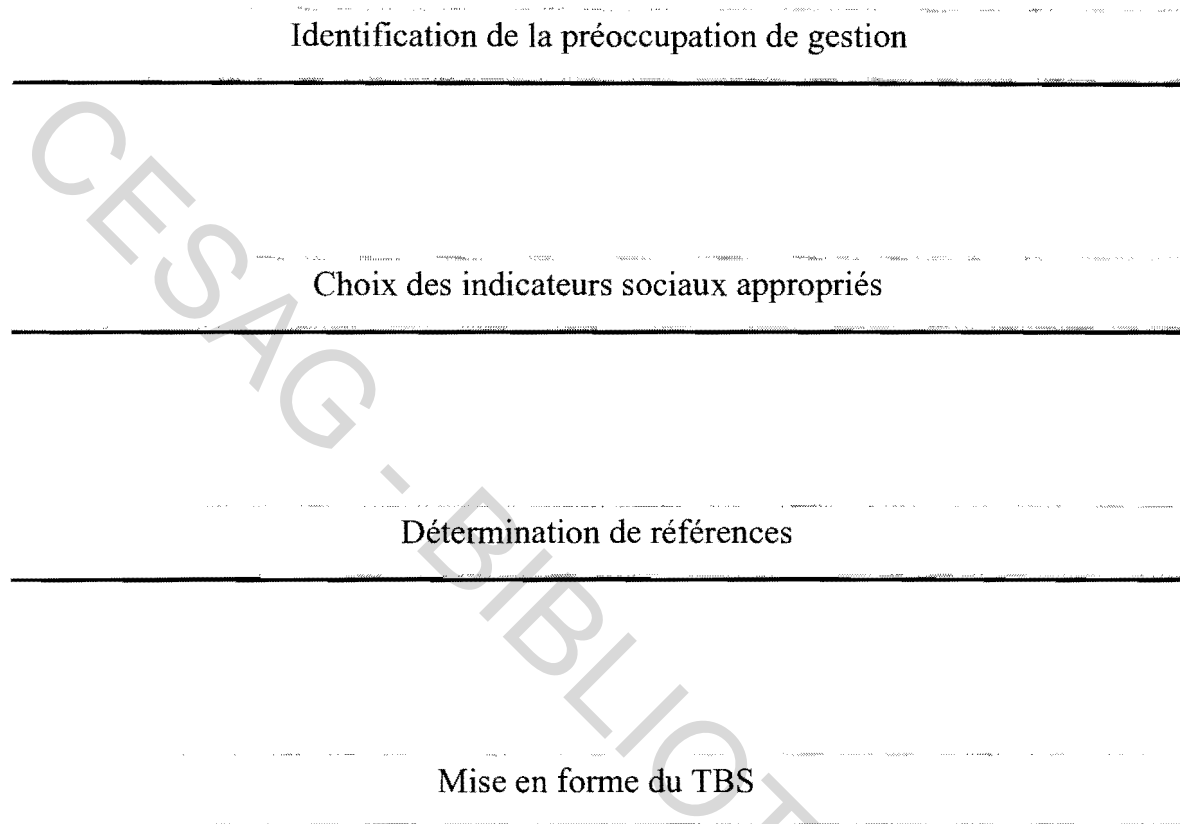 Identification de la préoccupation de gestion
Choix des indicateurs sociaux appropriés
Détermination de références
Mise en forme du TBS
CESAG - BIBLIOT